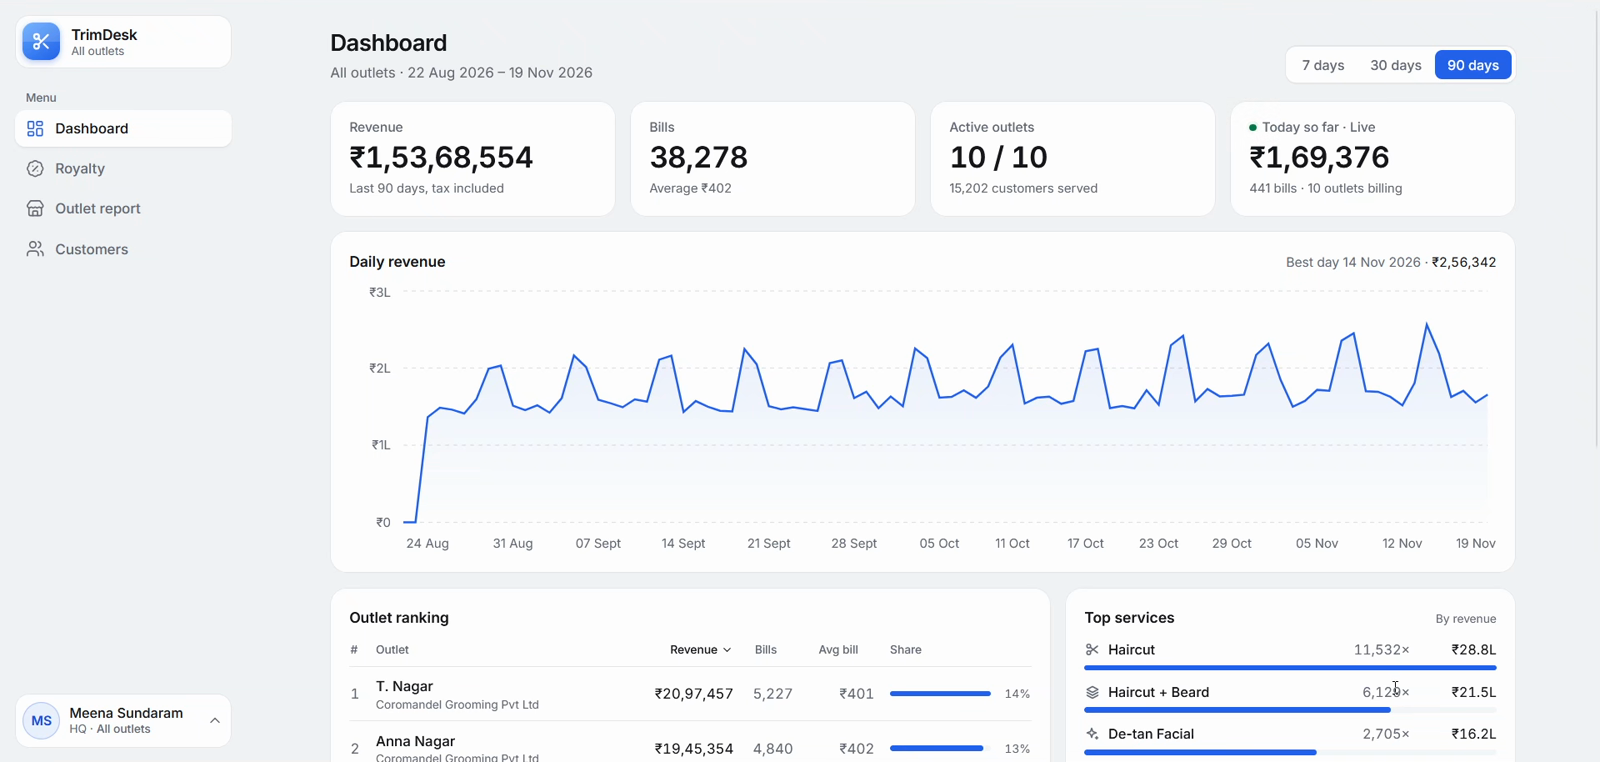 TrimDesk
All outlets
Menu
Dashboard
Royalty
Outlet report
Customers
MS
Meena Sundaram
HQ · All outlets
Dashboard
All outlets · 22 Aug 2026 – 19 Nov 2026
7 days 30 days 90 days
Revenue
₹1,53,68,554
Last 90 days, tax included
Bills
38,278
Average ₹402
Active outlets
10 / 10
15,202 customers served
Today so far · Live
₹1,69,376
441 bills · 10 outlets billing
Daily revenue
Best day 14 Nov 2026 · ₹2,56,342
₹3L
₹2L
₹1L
₹0
24 Aug 31 Aug 07 Sept 14 Sept 21 Sept 28 Sept 05 Oct 11 Oct 17 Oct 23 Oct 29 Oct 05 Nov 12 Nov 19 Nov
Outlet ranking
# Outlet Revenue Bills Avg bill Share
1 T. Nagar ₹20,97,457 5,227 ₹401 14%
Coromandel Grooming Pvt Ltd
2 Anna Nagar ₹19,45,354 4,840 ₹402 13%
Coromandel Grooming Pvt Ltd
Top services
By revenue
Haircut 11,532× ₹28.8L
Haircut + Beard ₹21.5L
De-tan Facial 2,705× ₹16.2L